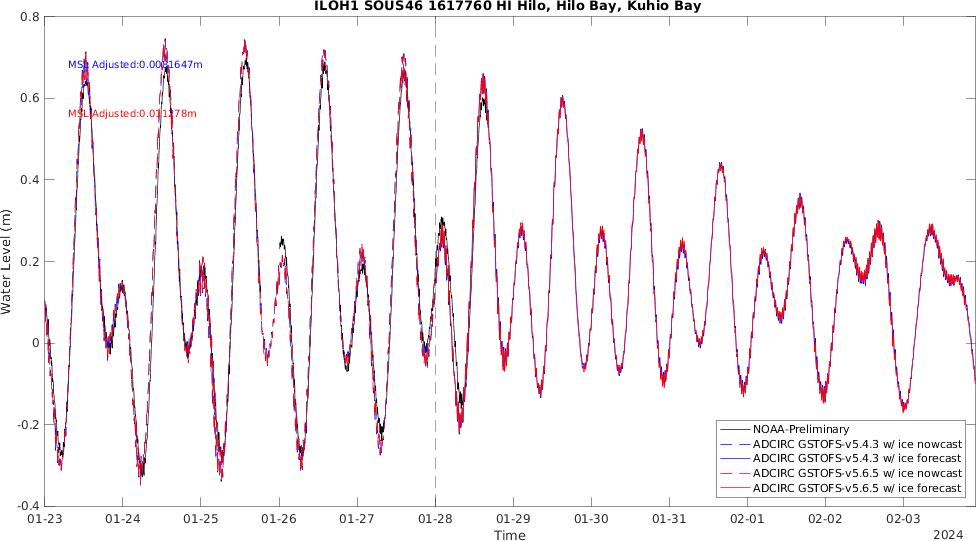 ILOH1 SOUS46 1617760 HI Hilo, Hilo Bay, Kuhio Bay
0.8
0.6
0.4
0.2
0
-0.2
-0.4
Water Level (m)
MSL Adjusted:0.0081647m
MSL Adjusted:0.011278m
NOAA-Preliminary
ADCIRC GSTOFS-v5.4.3 w/ ice nowcast
ADCIRC GSTOFS-v5.4.3 w/ ice forecast
ADCIRC GSTOFS-v5.6.5 w/ ice nowcast
ADCIRC GSTOFS-v5.6.5 w/ ice forecast
01-23 01-24 01-25 01-26 01-27 01-28 01-29 01-30 01-31 02-01 02-02 02-03
Time
2024